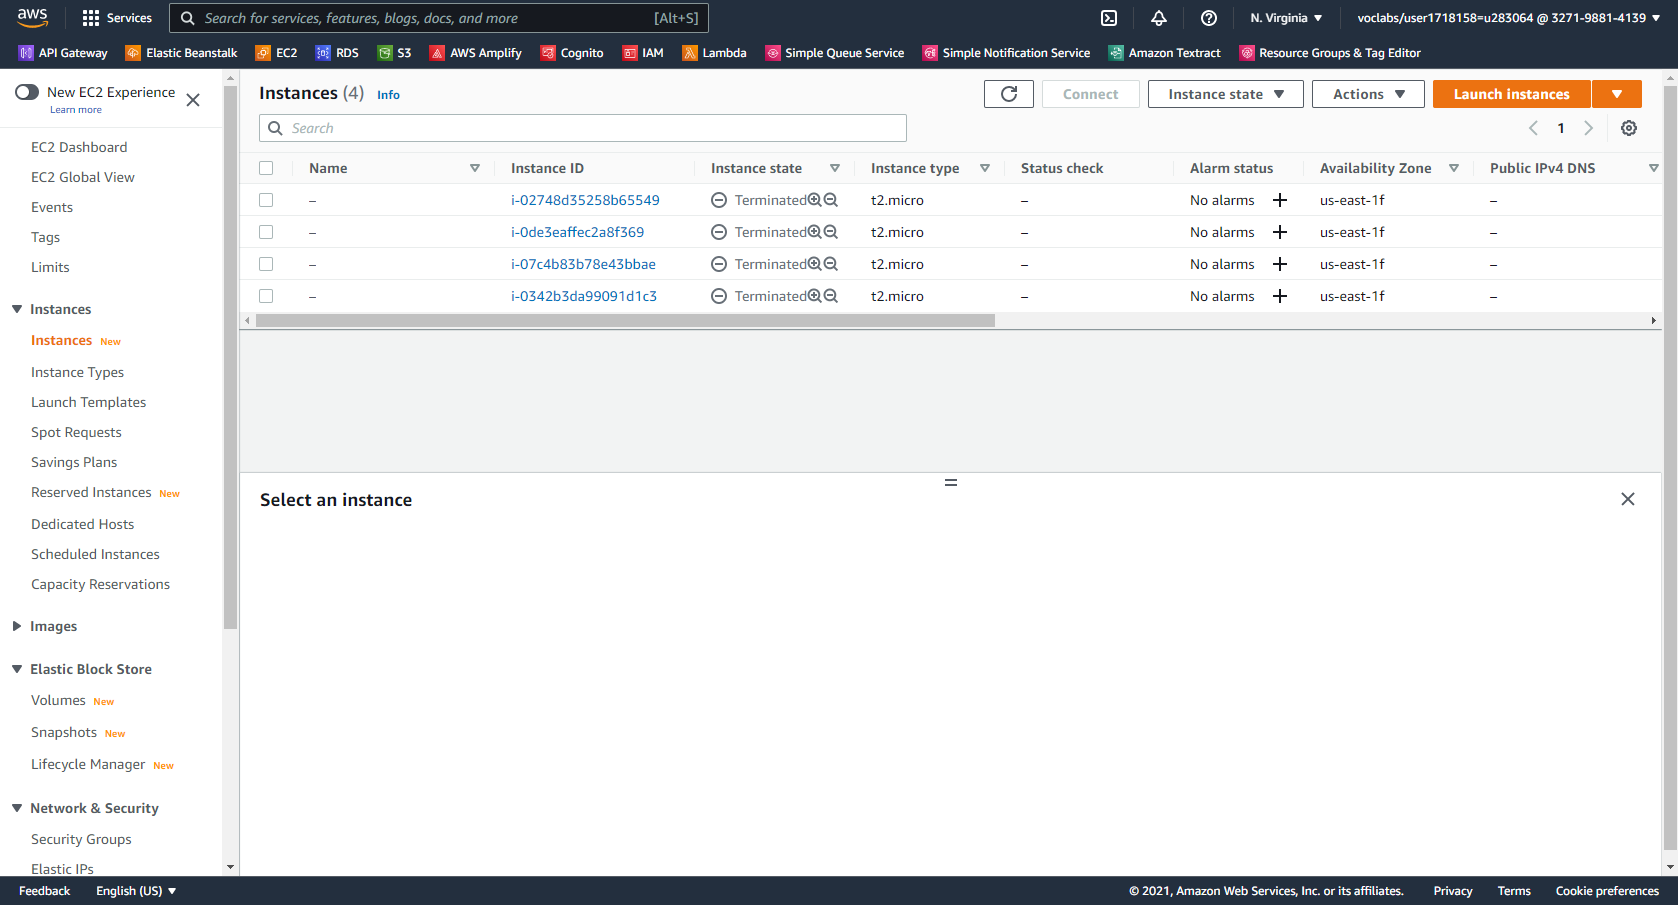 aws Services Search for services, features, blogs, docs, and more [Alt+S] N. Virginia voclabs/user1718158=u283064 @ 3271-9881-4139
API Gateway Elastic Beanstalk EC2 RDS S3 AWS Amplify Cognito IAM Lambda Simple Queue Service Simple Notification Service Amazon Textract Resource Groups & Tag Editor
New EC2 Experience
Learn more
EC2 Dashboard
EC2 Global View
Events
Tags
Limits
Instances
Instances New
Instance Types
Launch Templates
Spot Requests
Savings Plans
Reserved Instances New
Dedicated Hosts
Scheduled Instances
Capacity Reservations
Images
Elastic Block Store
Volumes New
Snapshots New
Lifecycle Manager New
Network & Security
Security Groups
Elastic IPs
Instances (4) Info Connect Instance state Actions Launch instances
Search 1
Name Instance ID Instance state Instance type Status check Alarm status Availability Zone Public IPv4 DNS
– i-02748d35258b65549 Terminated t2.micro – No alarms + us-east-1f –
– i-0de3eaffec2a8f369 Terminated t2.micro – No alarms + us-east-1f –
– i-07c4b83b78e43bbae Terminated t2.micro – No alarms + us-east-1f –
– i-0342b3da99091d1c3 Terminated t2.micro – No alarms + us-east-1f –
Select an instance
Feedback English (US) © 2021, Amazon Web Services, Inc. or its affiliates. Privacy Terms Cookie preferences